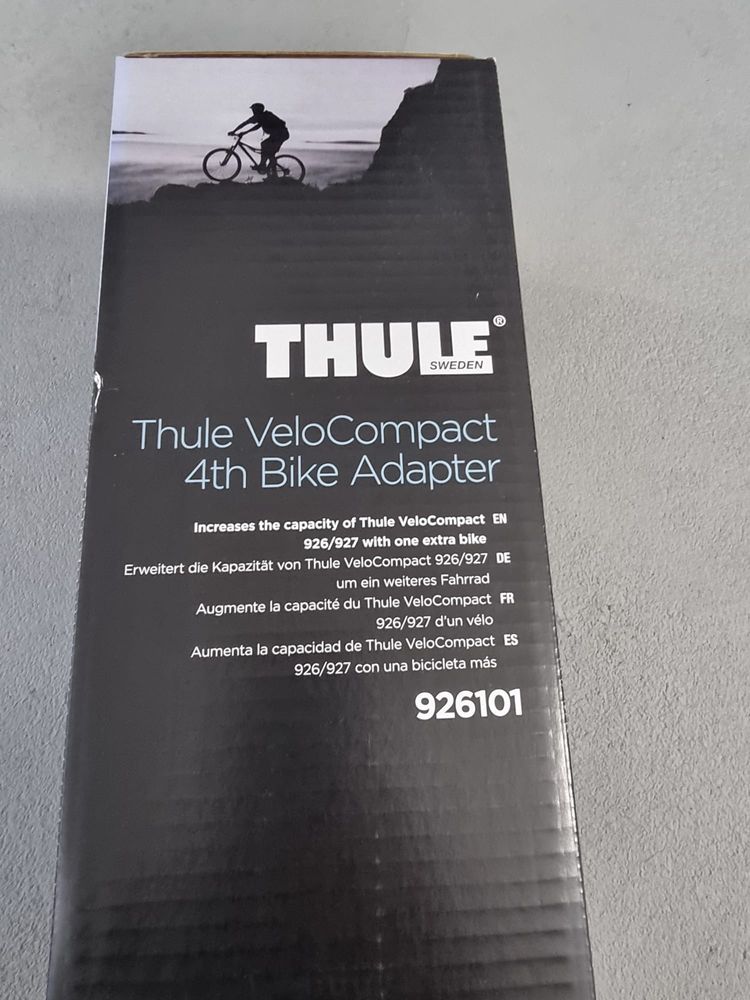 THULE®
SWEDEN
Thule VeloCompact
4th Bike Adapter
Increases the capacity of Thule VeloCompact EN
926/927 with one extra bike
Erweitert die Kapazität von Thule VeloCompact 926/927 DE
um ein weiteres Fahrrad
Augmente la capacité du Thule VeloCompact FR
926/927 d'un vélo
Aumenta la capacidad de Thule VeloCompact ES
926/927 con una bicicleta más
926101